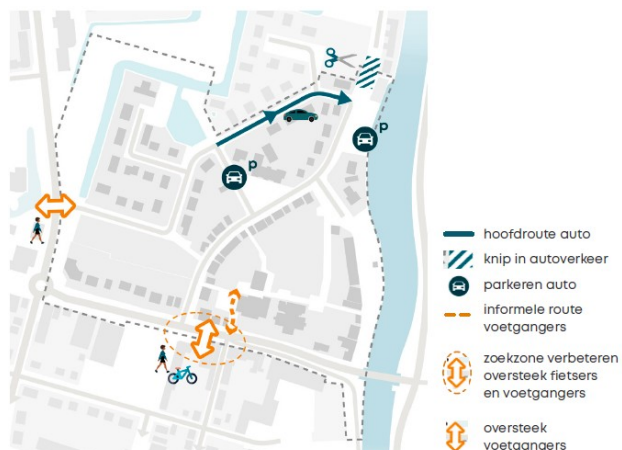 P
P
hoofdroute auto
knip in autoverkeer
parkeren auto
informele route
voetgangers
zoekzone verbeteren
oversteek fietsers
en voetgangers
oversteek
voetgangers